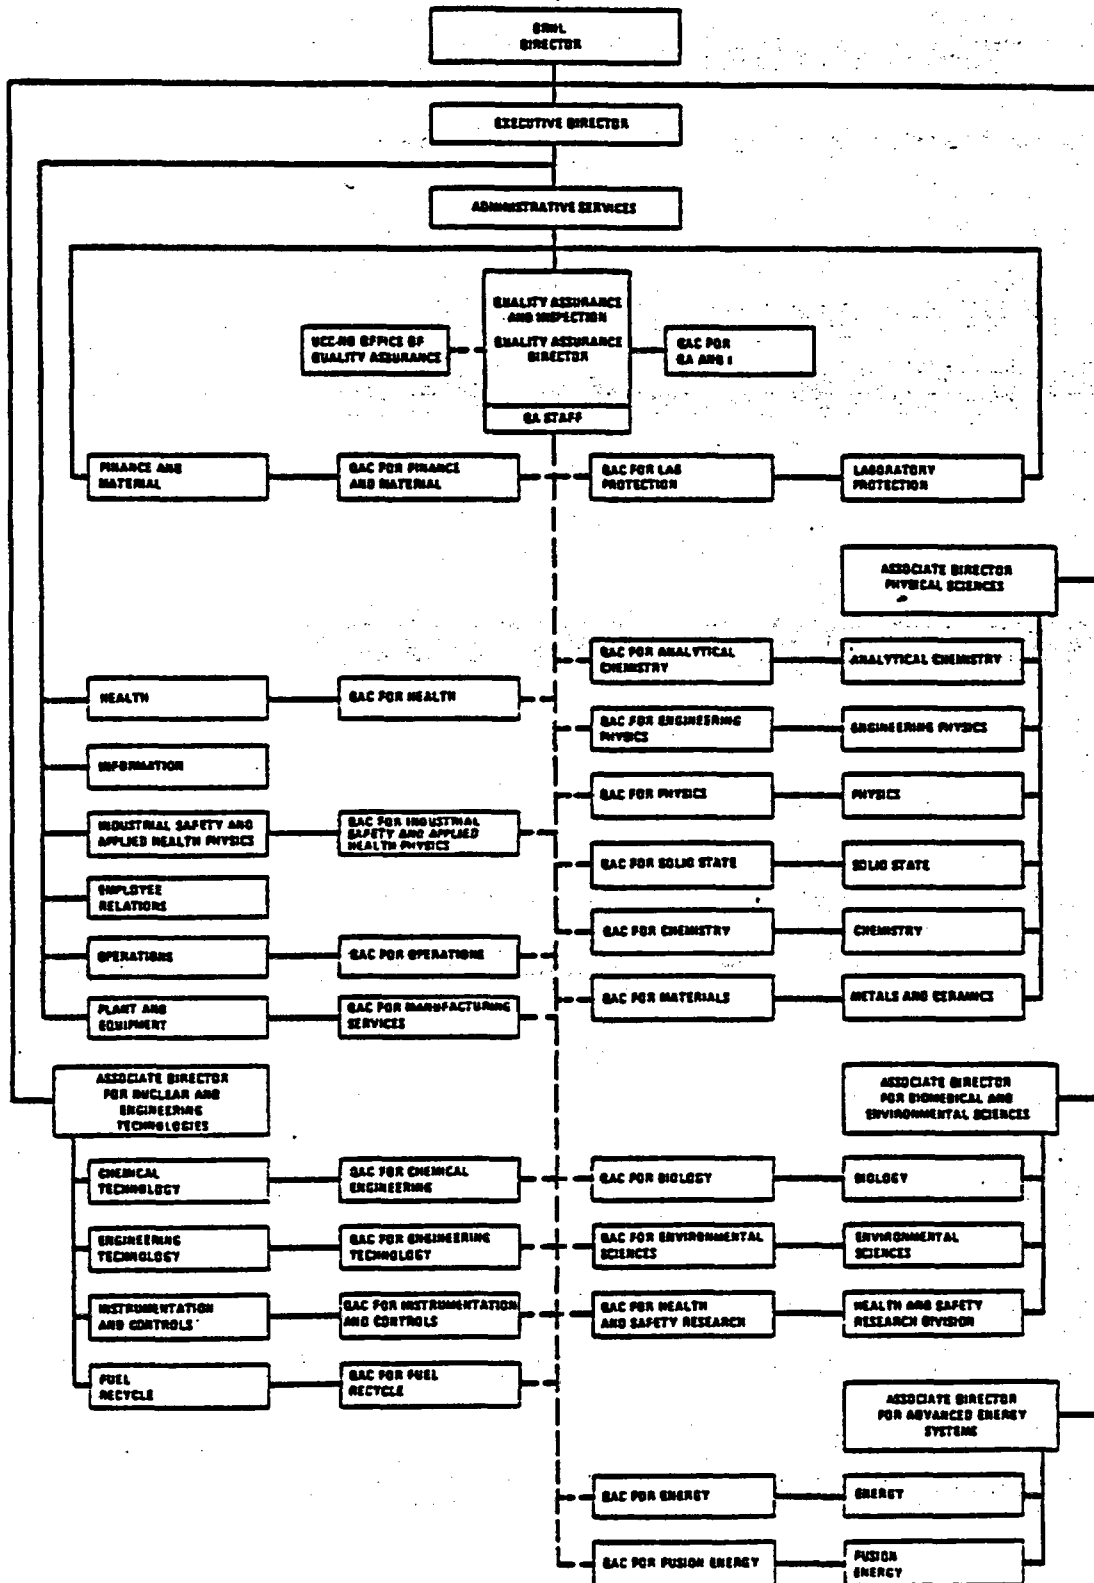 ORNL
DIRECTOR
EXECUTIVE DIRECTOR
ADMINISTRATIVE SERVICES
QUALITY ASSURANCE
AND INSPECTION
QUALITY ASSURANCE
DIRECTOR
QA STAFF
UCC-ND OFFICE OF
QUALITY ASSURANCE
QAC FOR
QA AND I
FINANCE AND
MATERIAL
QAC FOR FINANCE
AND MATERIAL
QAC FOR LAB
PROTECTION
LABORATORY
PROTECTION
ASSOCIATE DIRECTOR
PHYSICAL SCIENCES
QAC FOR ANALYTICAL
CHEMISTRY
ANALYTICAL CHEMISTRY
HEALTH
QAC FOR HEALTH
QAC FOR ENGINEERING
PHYSICS
ENGINEERING PHYSICS
INFORMATION
QAC FOR PHYSICS
PHYSICS
INDUSTRIAL SAFETY AND
APPLIED HEALTH PHYSICS
QAC FOR INDUSTRIAL
SAFETY AND APPLIED
HEALTH PHYSICS
QAC FOR SOLID STATE
SOLID STATE
EMPLOYEE
RELATIONS
QAC FOR CHEMISTRY
CHEMISTRY
OPERATIONS
QAC FOR OPERATIONS
QAC FOR MATERIALS
METALS AND CERAMICS
PLANT AND
EQUIPMENT
QAC FOR MANUFACTURING
SERVICES
ASSOCIATE DIRECTOR
FOR NUCLEAR AND
ENGINEERING
TECHNOLOGIES
ASSOCIATE DIRECTOR
FOR BIOMEDICAL AND
ENVIRONMENTAL SCIENCES
CHEMICAL
TECHNOLOGY
QAC FOR CHEMICAL
ENGINEERING
QAC FOR BIOLOGY
BIOLOGY
ENGINEERING
TECHNOLOGY
QAC FOR ENGINEERING
TECHNOLOGY
QAC FOR ENVIRONMENTAL
SCIENCES
ENVIRONMENTAL
SCIENCES
INSTRUMENTATION
AND CONTROLS
QAC FOR INSTRUMENTATION
AND CONTROLS
QAC FOR HEALTH
AND SAFETY RESEARCH
HEALTH AND SAFETY
RESEARCH DIVISION
FUEL
RECYCLE
QAC FOR FUEL
RECYCLE
ASSOCIATE DIRECTOR
FOR ADVANCED ENERGY
SYSTEMS
QAC FOR ENERGY
ENERGY
QAC FOR FUSION ENERGY
FUSION
ENERGY